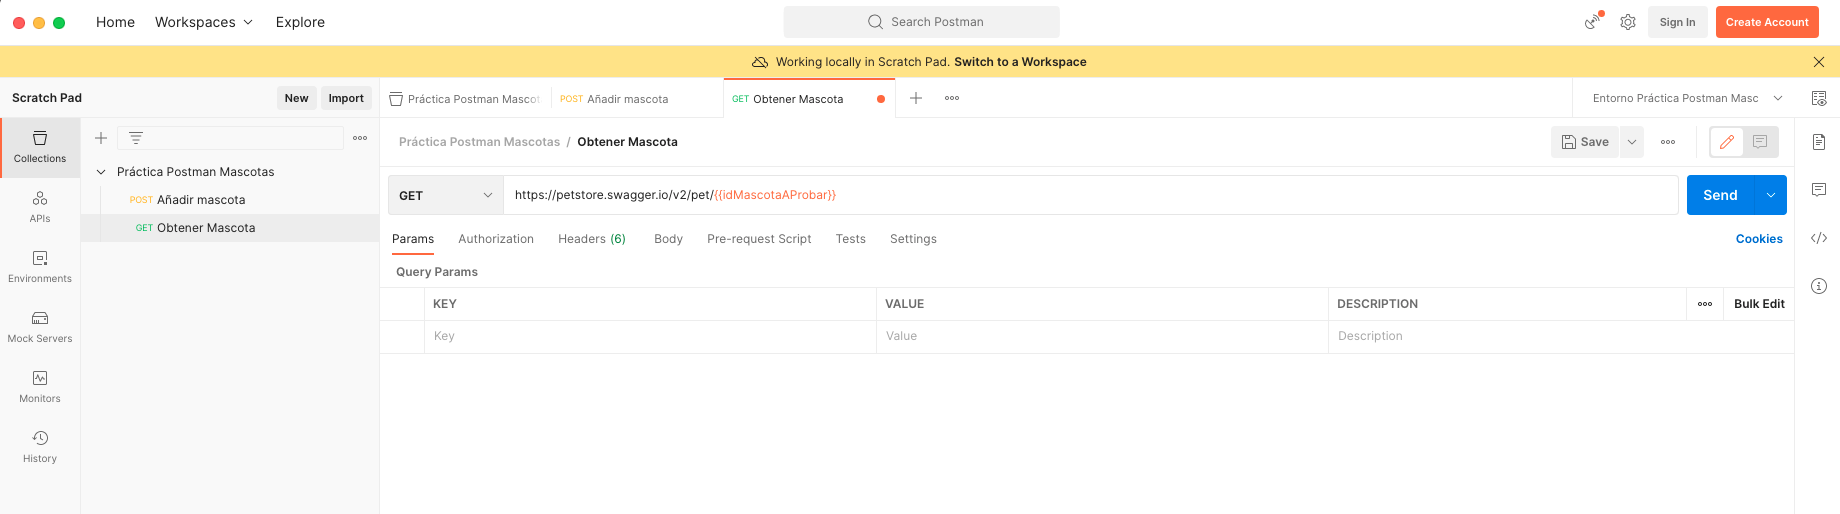 Home Workspaces Explore Search Postman Sign In Create Account
Working locally in Scratch Pad. Switch to a Workspace
Scratch Pad New Import Práctica Postman Mascot POST Añadir mascota GET Obtener Mascota Entorno Práctica Postman Masc
Collections
APIs
Environments
Mock Servers
Monitors
History
Práctica Postman Mascotas
POST Añadir mascota
GET Obtener Mascota
Práctica Postman Mascotas / Obtener Mascota Save
GET https://petstore.swagger.io/v2/pet/{{idMascotaAProbar}} Send
Params Authorization Headers (6) Body Pre-request Script Tests Settings Cookies
Query Params
KEY VALUE DESCRIPTION Bulk Edit
Key Value Description